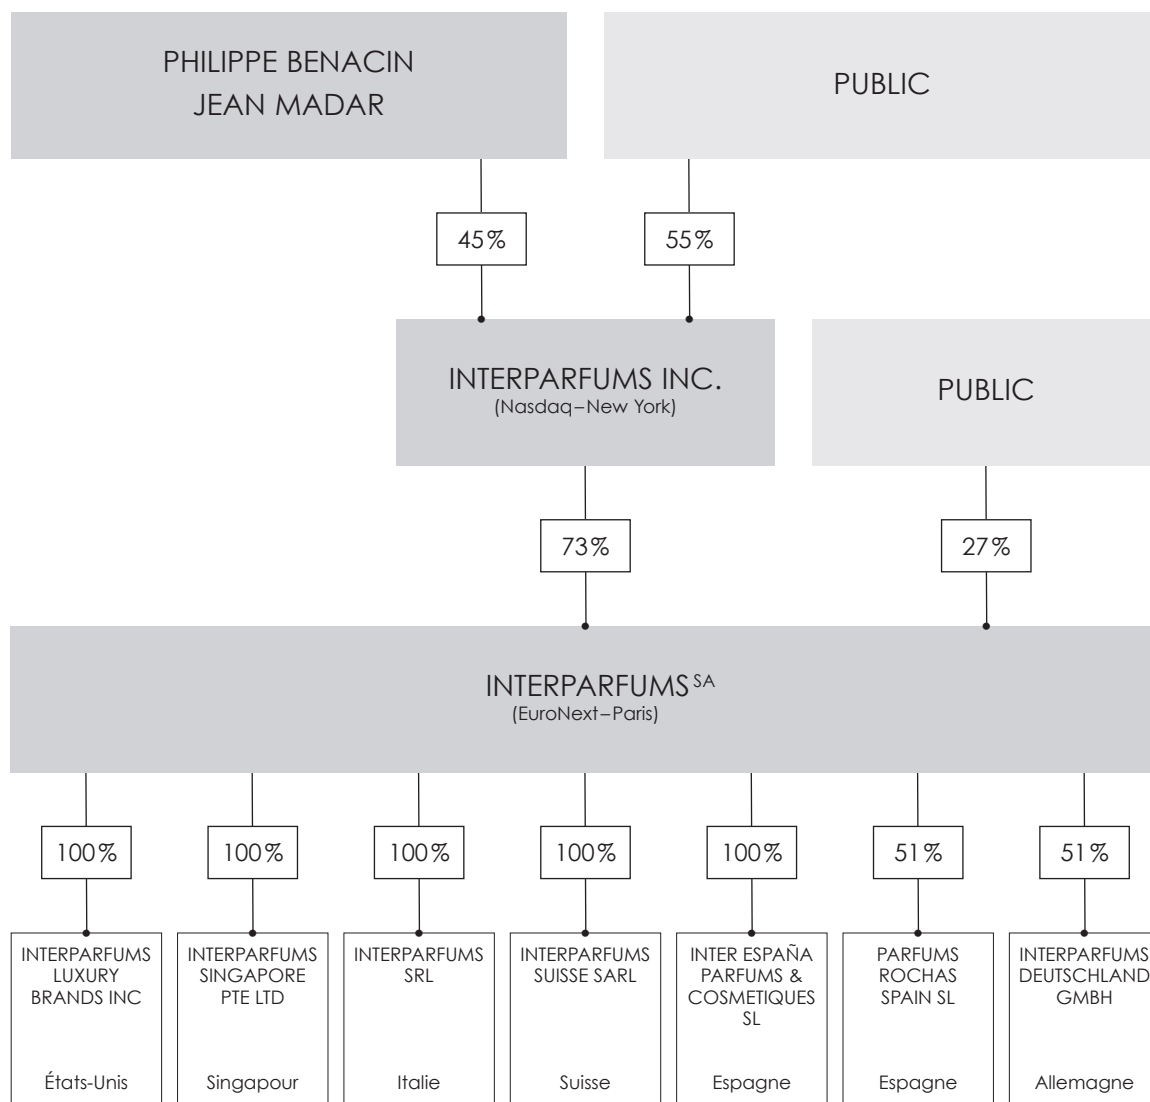 PHILIPPE BENACIN
JEAN MADAR
PUBLIC
45 %
55 %
INTERPARFUMS INC.
(Nasdaq – New York)
PUBLIC
73 %
27 %
INTERPARFUMS SA
(EuroNext – Paris)
100 %
100 %
100 %
100 %
100 %
51 %
51 %
INTERPARFUMS
LUXURY
BRANDS INC
États-Unis
INTERPARFUMS
SINGAPORE
PTE LTD
Singapour
INTERPARFUMS
SRL
Italie
INTERPARFUMS
SUISSE SARL
Suisse
INTER ESPAÑA
PARFUMS &
COSMETIQUES
SL
Espagne
PARFUMS
ROCHAS
SPAIN SL
Espagne
INTERPARFUMS
DEUTSCHLAND
GMBH
Allemagne